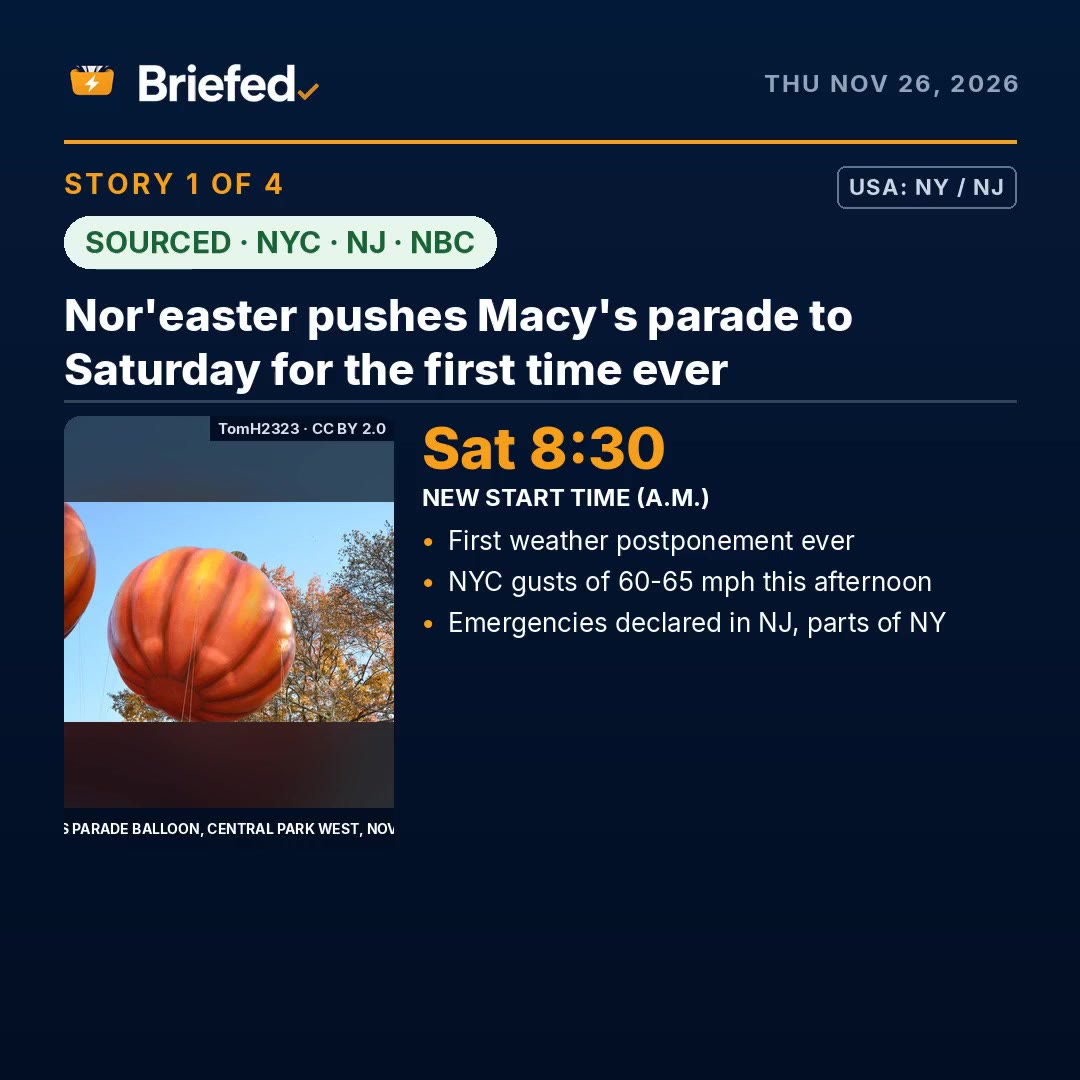 Briefed
THU NOV 26, 2026
STORY 1 OF 4
USA: NY / NJ
SOURCED · NYC · NJ · NBC
Nor'easter pushes Macy's parade to
Saturday for the first time ever
TomH2323 · CC BY 2.0
Sat 8:30
NEW START TIME (A.M.)
• First weather postponement ever
• NYC gusts of 60-65 mph this afternoon
• Emergencies declared in NJ, parts of NY
PARADE BALLOON, CENTRAL PARK WEST, NOV